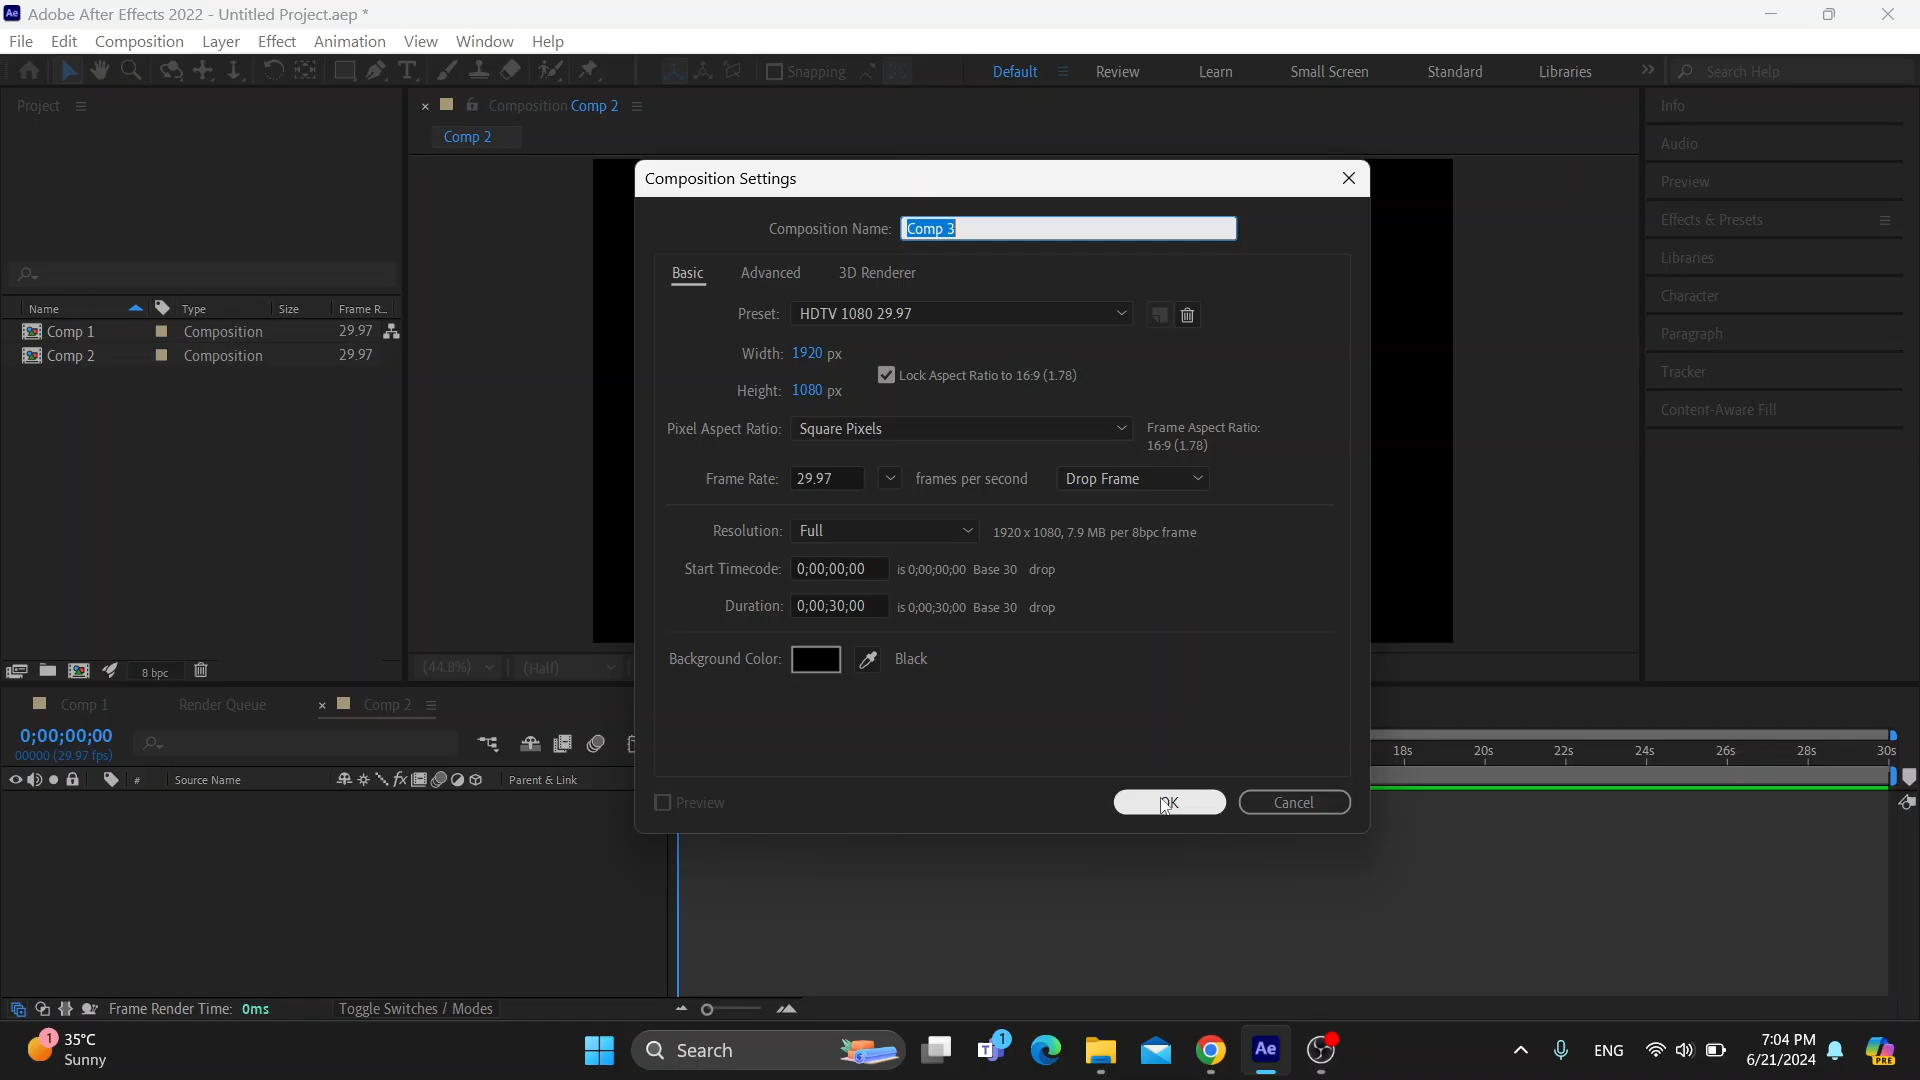 Ae Adobe After Effects 2022 - Untitled Project.aep *
File Edit Composition Layer Effect Animation View Window Help
Snapping Default Review Learn Small Screen Standard Libraries Search Help
Project
Composition Comp 2
Comp 2
Name Type Size Frame R...
Comp 1 Composition 29.97
Comp 2 Composition 29.97
8 bpc
(44.8%) (Half)
Composition Settings
Composition Name: Comp 3
Basic Advanced 3D Renderer
Preset: HDTV 1080 29.97
Width: 1920 px
Lock Aspect Ratio to 16:9 (1.78)
Height: 1080 px
Pixel Aspect Ratio: Square Pixels
Frame Aspect Ratio:
16:9 (1.78)
Frame Rate: 29.97 frames per second Drop Frame
Resolution: Full 1920 x 1080, 7.9 MB per 8bpc frame
Start Timecode: 0;00;00;00 is 0;00;00;00 Base 30 drop
Duration: 0;00;30;00 is 0;00;30;00 Base 30 drop
Background Color: Black
Preview OK Cancel
Info
Audio
Preview
Effects & Presets
Libraries
Character
Paragraph
Tracker
Content-Aware Fill
Comp 1 Render Queue Comp 2
0;00;00;00
00000 (29.97 fps)
18s 20s 22s 24s 26s 28s 30s
# Source Name fx Parent & Link
Frame Render Time: 0ms Toggle Switches / Modes
1 35°C
Sunny
Search
1
Ae
ENG
7:04 PM
6/21/2024
PRE